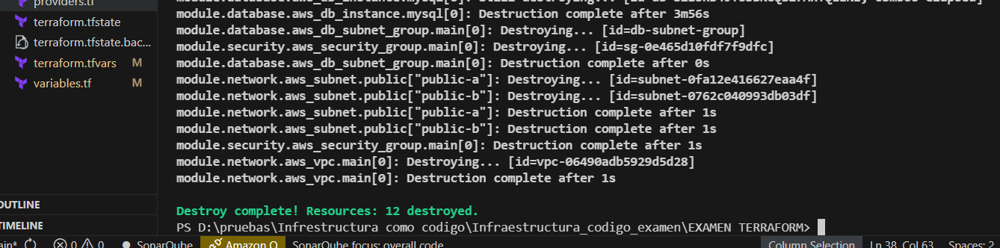 providers.tf
terraform.tfstate
terraform.tfstate.bac...
terraform.tfvars M
variables.tf M
OUTLINE
TIMELINE
module.database.aws_db_instance.mysql[0]: Destruction complete after 3m56s
module.database.aws_db_subnet_group.main[0]: Destroying... [id=db-subnet-group]
module.security.aws_security_group.main[0]: Destroying... [id=sg-0e465d10fdf7f9dfc]
module.database.aws_db_subnet_group.main[0]: Destruction complete after 0s
module.network.aws_subnet.public["public-a"]: Destroying... [id=subnet-0fa12e416627eaa4f]
module.network.aws_subnet.public["public-b"]: Destroying... [id=subnet-0762c040993db03df]
module.network.aws_subnet.public["public-a"]: Destruction complete after 1s
module.network.aws_subnet.public["public-b"]: Destruction complete after 1s
module.security.aws_security_group.main[0]: Destruction complete after 1s
module.network.aws_vpc.main[0]: Destroying... [id=vpc-06490adb5929d5d28]
module.network.aws_vpc.main[0]: Destruction complete after 1s
Destroy complete! Resources: 12 destroyed.
PS D:\pruebas\Infrestructura como codigo\Infraestructura_codigo_examen\EXAMEN TERRAFORM>
ain* 0 0 SonarQube Amazon Q SonarQube focus: overall code Column Selection Ln 38, Col 63 Spaces: 2